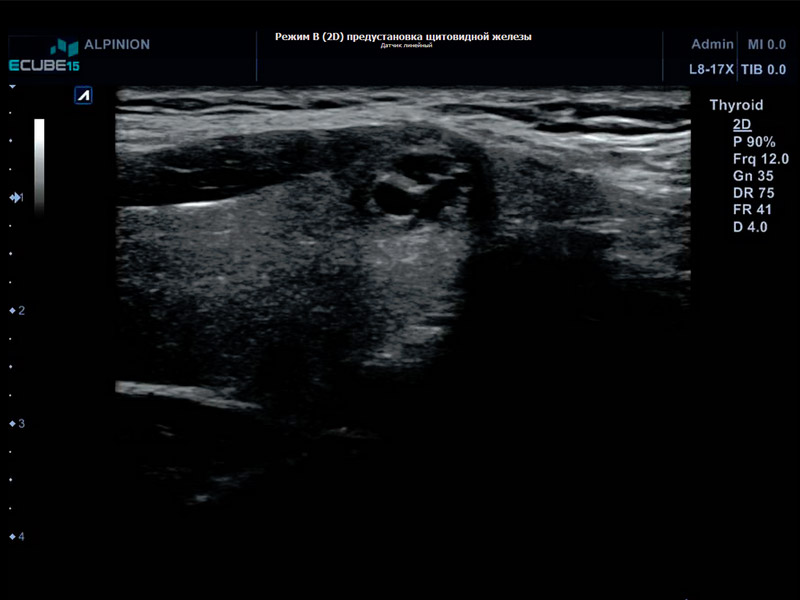 Режим B (2D) предустановка щитовидной железы
Датчик линейный
ALPINION
ECUBE15
Admin MI 0.0
L8-17X TIB 0.0
Thyroid
2D
P 90%
Frq 12.0
Gn 35
DR 75
FR 41
D 4.0
1
2
3
4